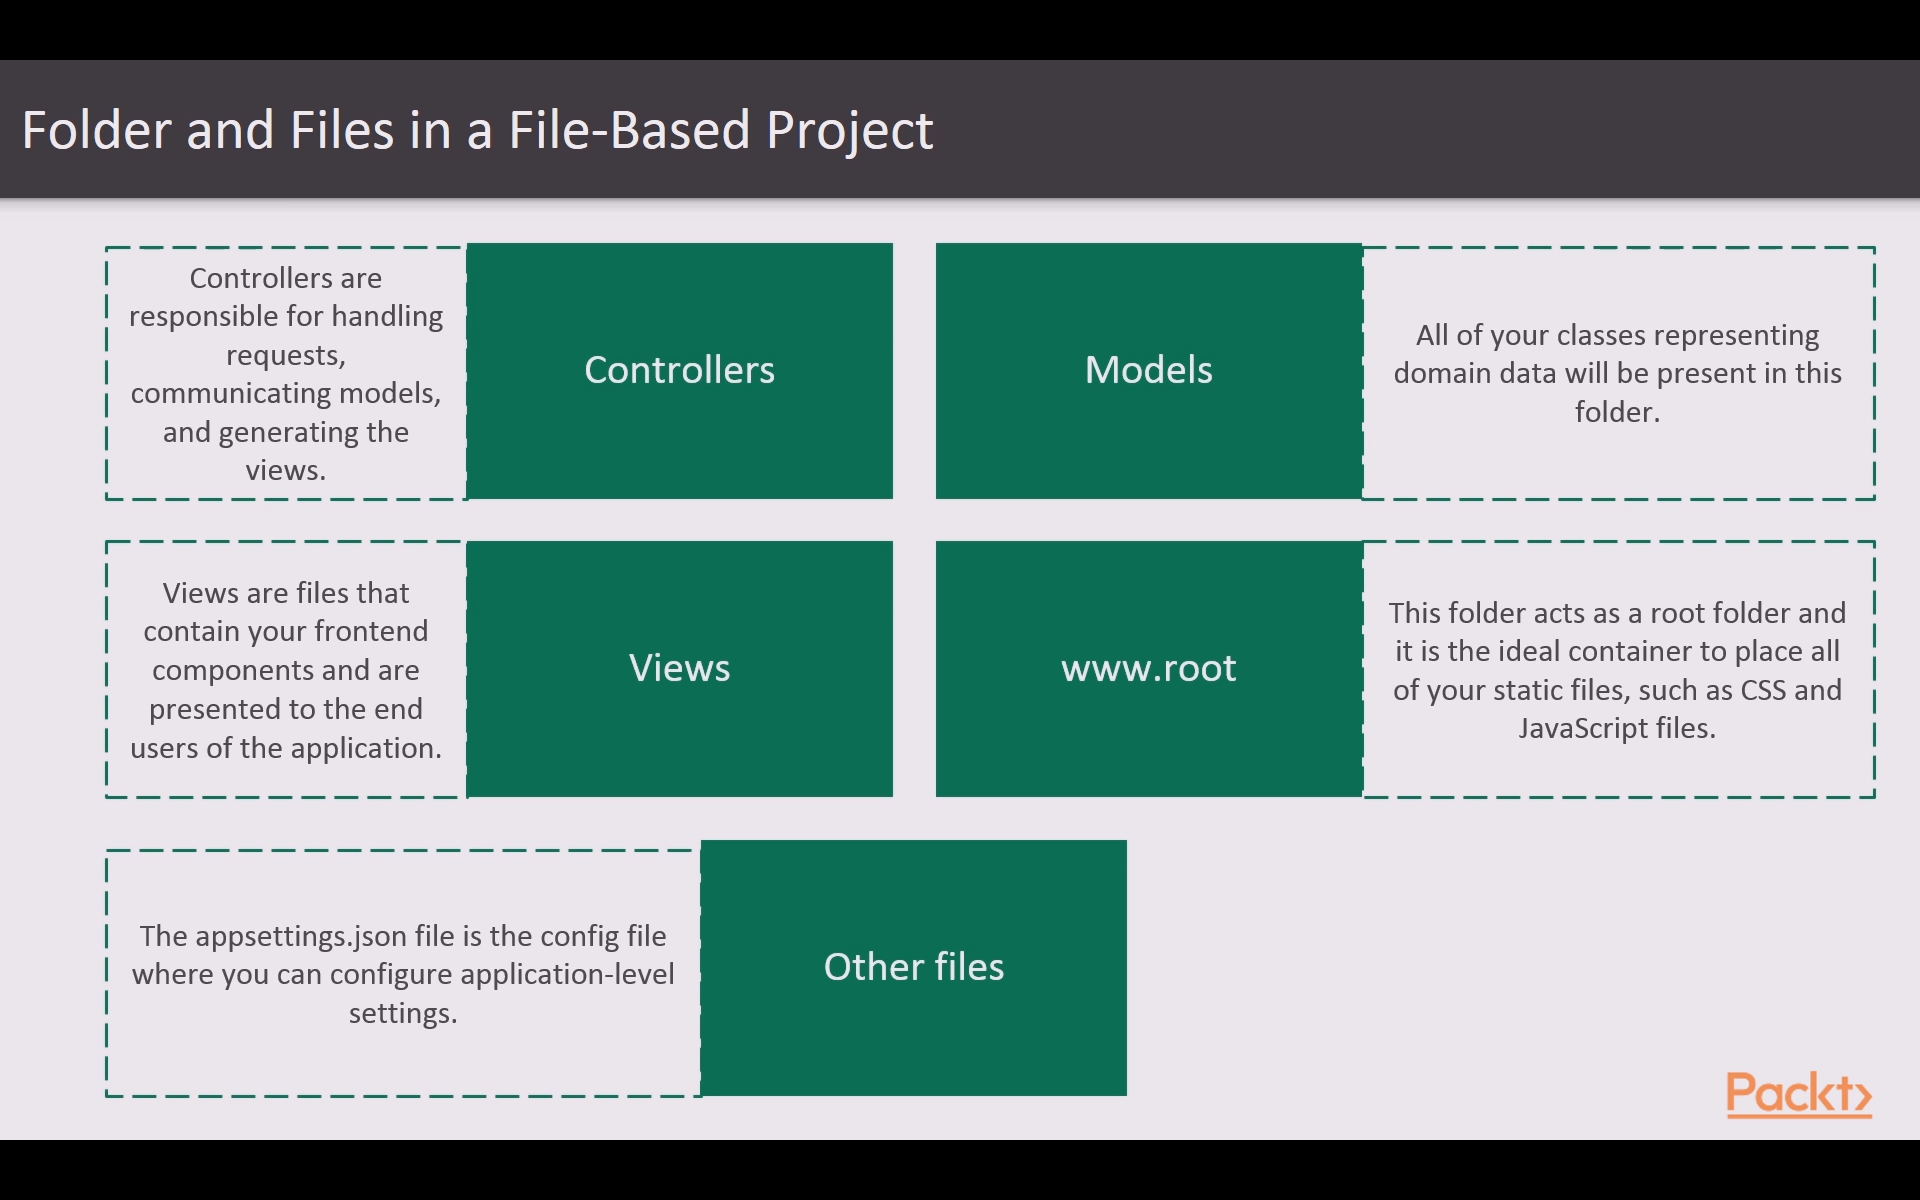 Folder and Files in a File-Based Project
Controllers are
responsible for handling
requests,
communicating models,
and generating the
views.
Controllers
Models
All of your classes representing
domain data will be present in this
folder.
Views are files that
contain your frontend
components and are
presented to the end
users of the application.
Views
www.root
This folder acts as a root folder and
it is the ideal container to place all
of your static files, such as CSS and
JavaScript files.
The appsettings.json file is the config file
where you can configure application-level
settings.
Other files
Packt>